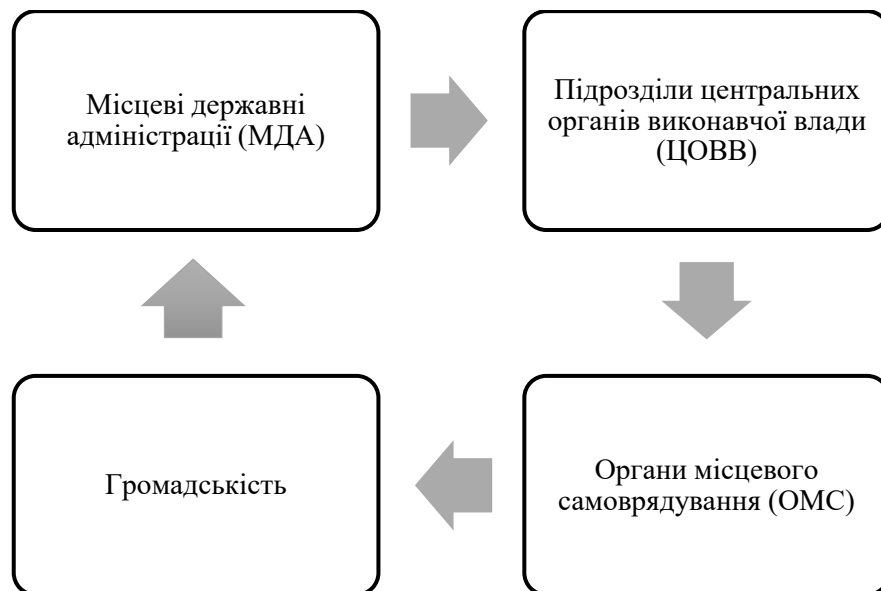 Місцеві державні
адміністрації (МДА)
Підрозділи центральних
органів виконавчої влади
(ЦОВВ)
Громадськість
Органи місцевого
самоврядування (ОМС)